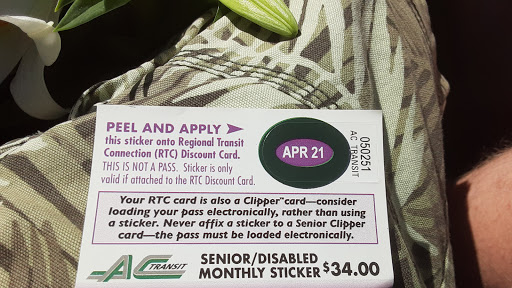 PEEL AND APPLY
this sticker onto Regional Transit
Connection (RTC) Discount Card.
THIS IS NOT A PASS. Sticker is only
valid if attached to the RTC Discount Card.
APR 21
050251
AC TRANSIT
Your RTC card is also a Clipper™ card—consider
loading your pass electronically, rather than using
a sticker. Never affix a sticker to a Senior Clipper
card—the pass must be loaded electronically.
AC TRANSIT
SENIOR/DISABLED
MONTHLY STICKER $34.00